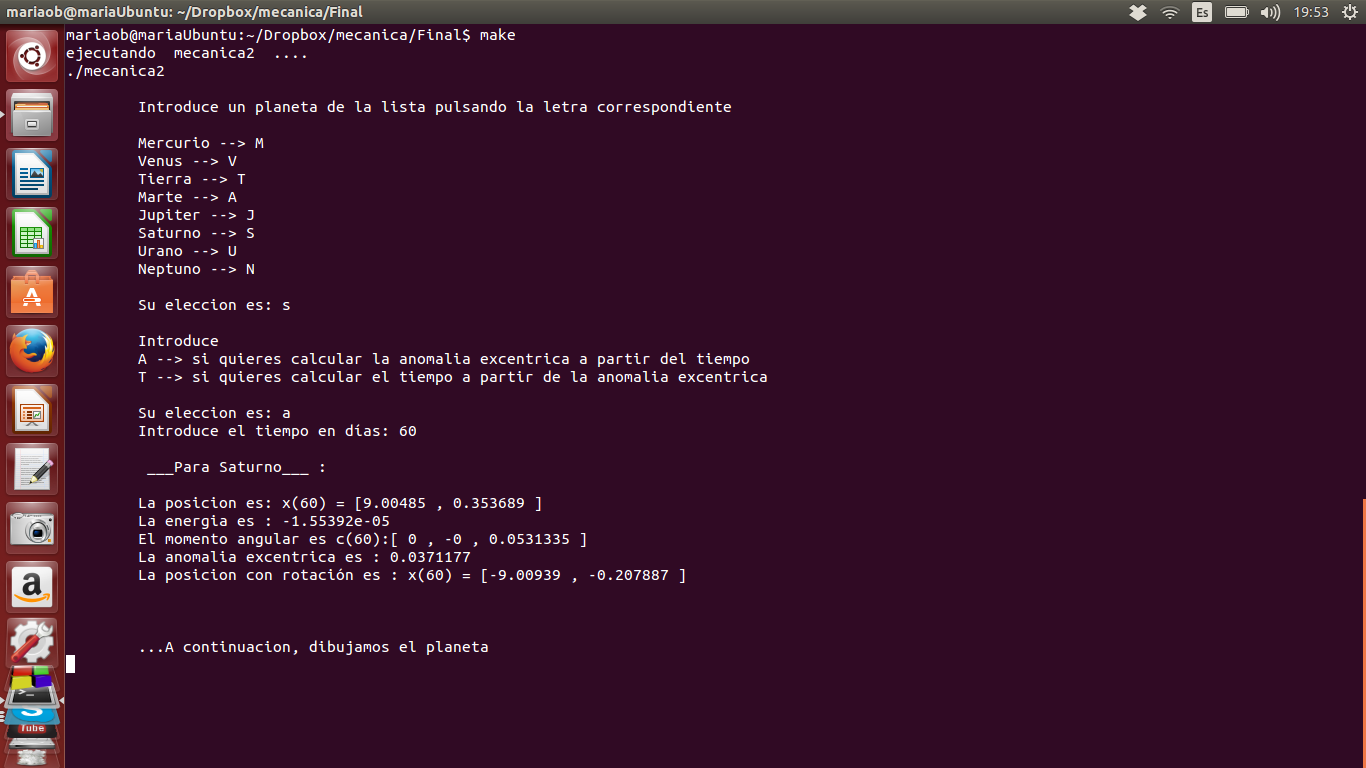 mariaob@mariaUbuntu: ~/Dropbox/mecanica/Final
Es
19:53
mariaob@mariaUbuntu:~/Dropbox/mecanica/Final$ make
ejecutando  mecanica2  ....
./mecanica2
Introduce un planeta de la lista pulsando la letra correspondiente
Mercurio --> M
Venus --> V
Tierra --> T
Marte --> A
Jupiter --> J
Saturno --> S
Urano --> U
Neptuno --> N
Su eleccion es: s
Introduce
A --> si quieres calcular la anomalia excentrica a partir del tiempo
T --> si quieres calcular el tiempo a partir de la anomalia excentrica
Su eleccion es: a
Introduce el tiempo en días: 60
___Para Saturno___ :
La posicion es: x(60) = [9.00485 , 0.353689 ]
La energia es : -1.55392e-05
El momento angular es c(60):[ 0 , -0 , 0.0531335 ]
La anomalia excentrica es : 0.0371177
La posicion con rotación es : x(60) = [-9.00939 , -0.207887 ]
...A continuacion, dibujamos el planeta
a
S
Tube